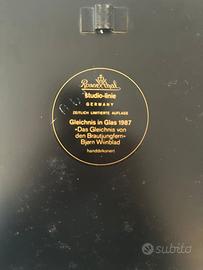 Rosenthal
studio-linie
GERMANY
ZEITLICH LIMITIERTE AUFLAGE
Gleichnis in Glas 1987
»Das Gleichnis von
den Brautjungfern«
Bjørn Wiinblad
handdekoriert
subito